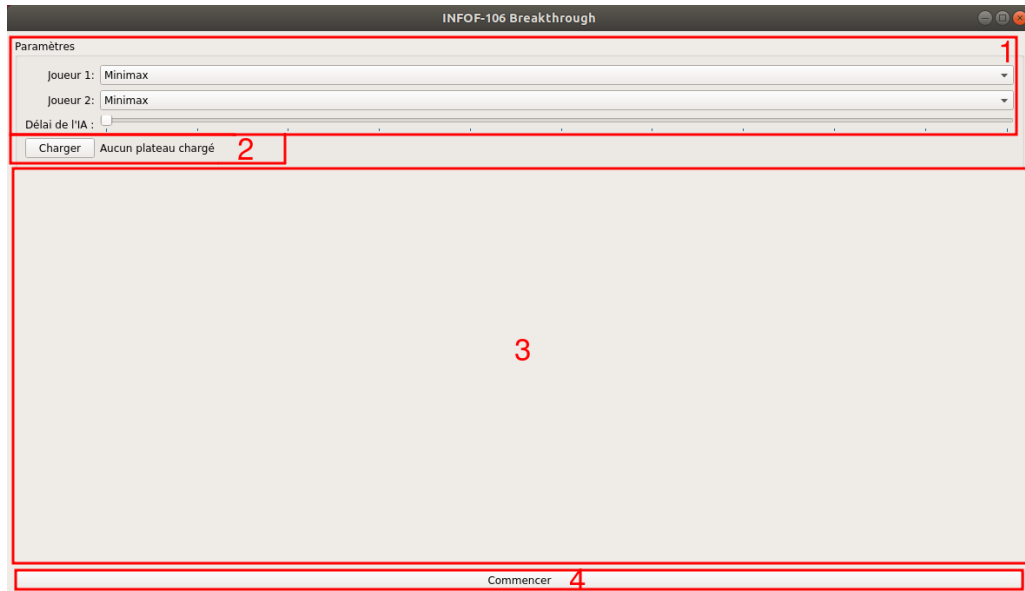 INFOF-106 Breakthrough
Paramètres
1
Joueur 1: Minimax
Joueur 2: Minimax
Délai de l'IA :
Charger Aucun plateau chargé 2
3
Commencer 4